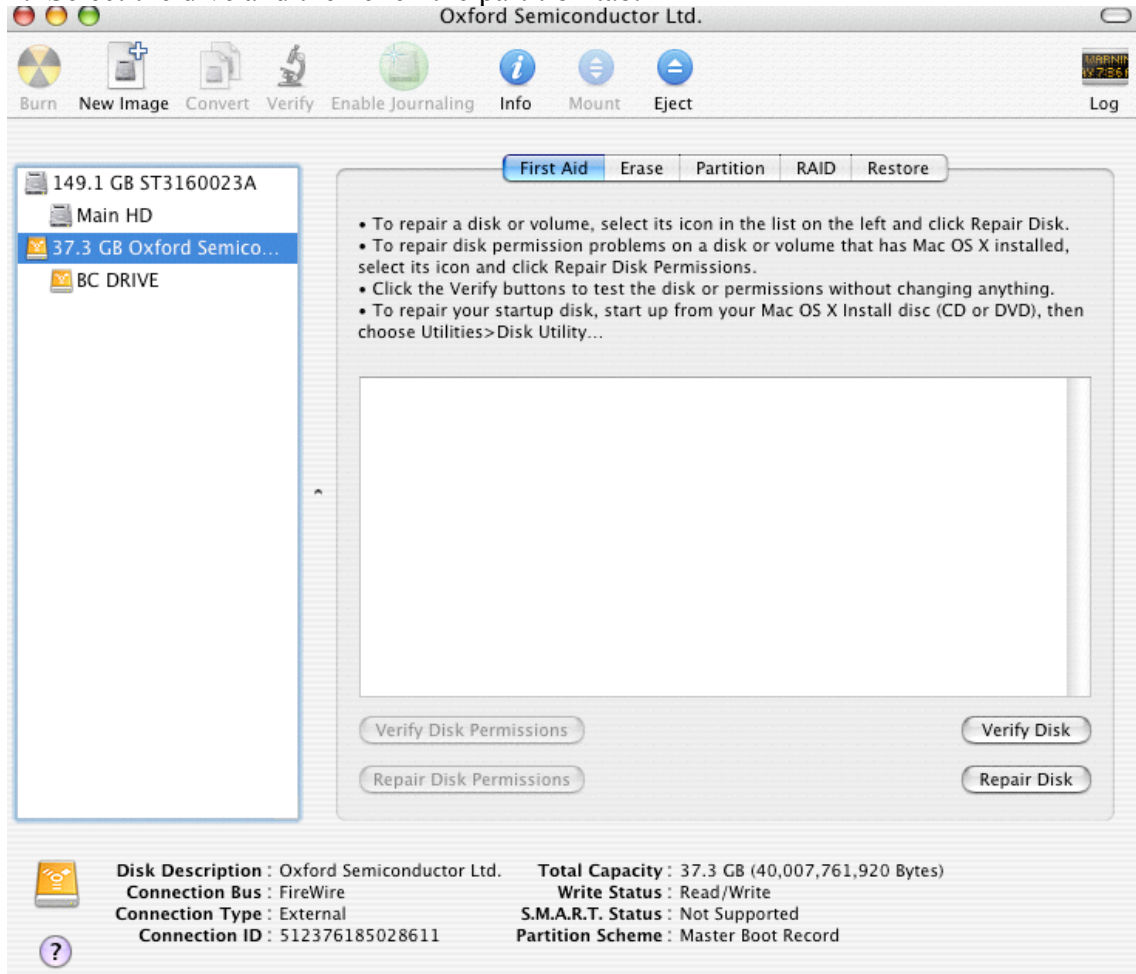 Oxford Semiconductor Ltd.
Burn New Image Convert Verify Enable Journaling Info Mount Eject Log
First Aid Erase Partition RAID Restore
149.1 GB ST3160023A
Main HD
37.3 GB Oxford Semico...
BC DRIVE
• To repair a disk or volume, select its icon in the list on the left and click Repair Disk.
• To repair disk permission problems on a disk or volume that has Mac OS X installed,
select its icon and click Repair Disk Permissions.
• Click the Verify buttons to test the disk or permissions without changing anything.
• To repair your startup disk, start up from your Mac OS X Install disc (CD or DVD), then
choose Utilities>Disk Utility...
Verify Disk Permissions Verify Disk
Repair Disk Permissions Repair Disk
Disk Description : Oxford Semiconductor Ltd. Total Capacity : 37.3 GB (40,007,761,920 Bytes)
Connection Bus : FireWire Write Status : Read/Write
Connection Type : External S.M.A.R.T. Status : Not Supported
Connection ID : 512376185028611 Partition Scheme : Master Boot Record
?